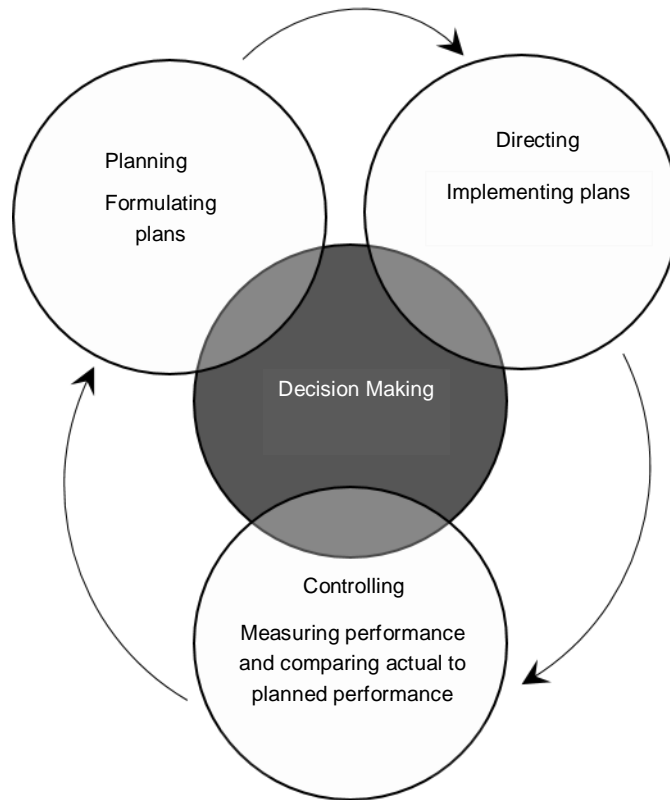 Planning
Formulating
plans
Directing
Implementing plans
Decision Making
Controlling
Measuring performance
and comparing actual to
planned performance